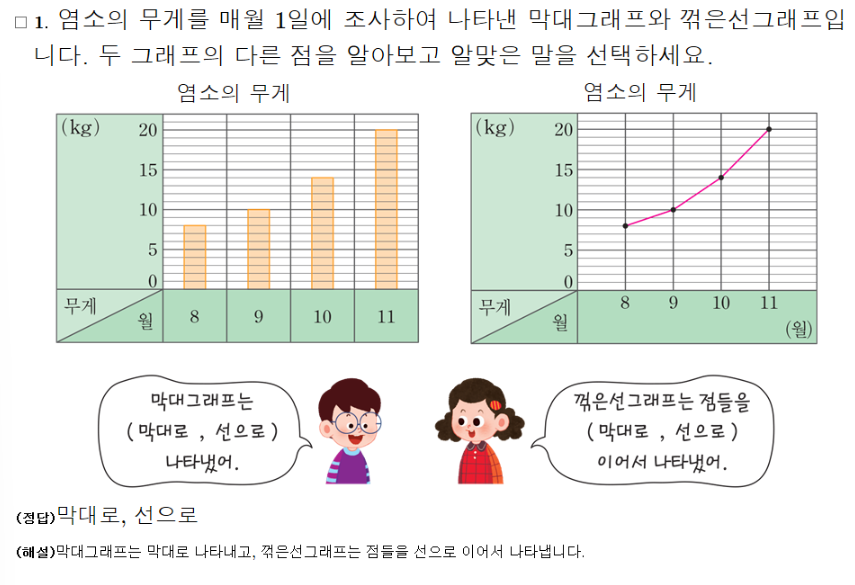 □ 1. 염소의 무게를 매월 1일에 조사하여 나타낸 막대그래프와 꺾은선그래프입
니다. 두 그래프의 다른 점을 알아보고 알맞은 말을 선택하세요.
염소의 무게
(kg)
20
15
10
5
0
무게
월
8 9 10 11
염소의 무게
(kg)
20
15
10
5
0
무게
월
8 9 10 11
(월)
막대그래프는
( 막대로 , 선으로 )
나타냈어.
꺾은선그래프는 점들을
( 막대로 , 선으로 )
이어서 나타냈어.
(정답)막대로, 선으로
(해설)막대그래프는 막대로 나타내고, 꺾은선그래프는 점들을 선으로 이어서 나타냅니다.